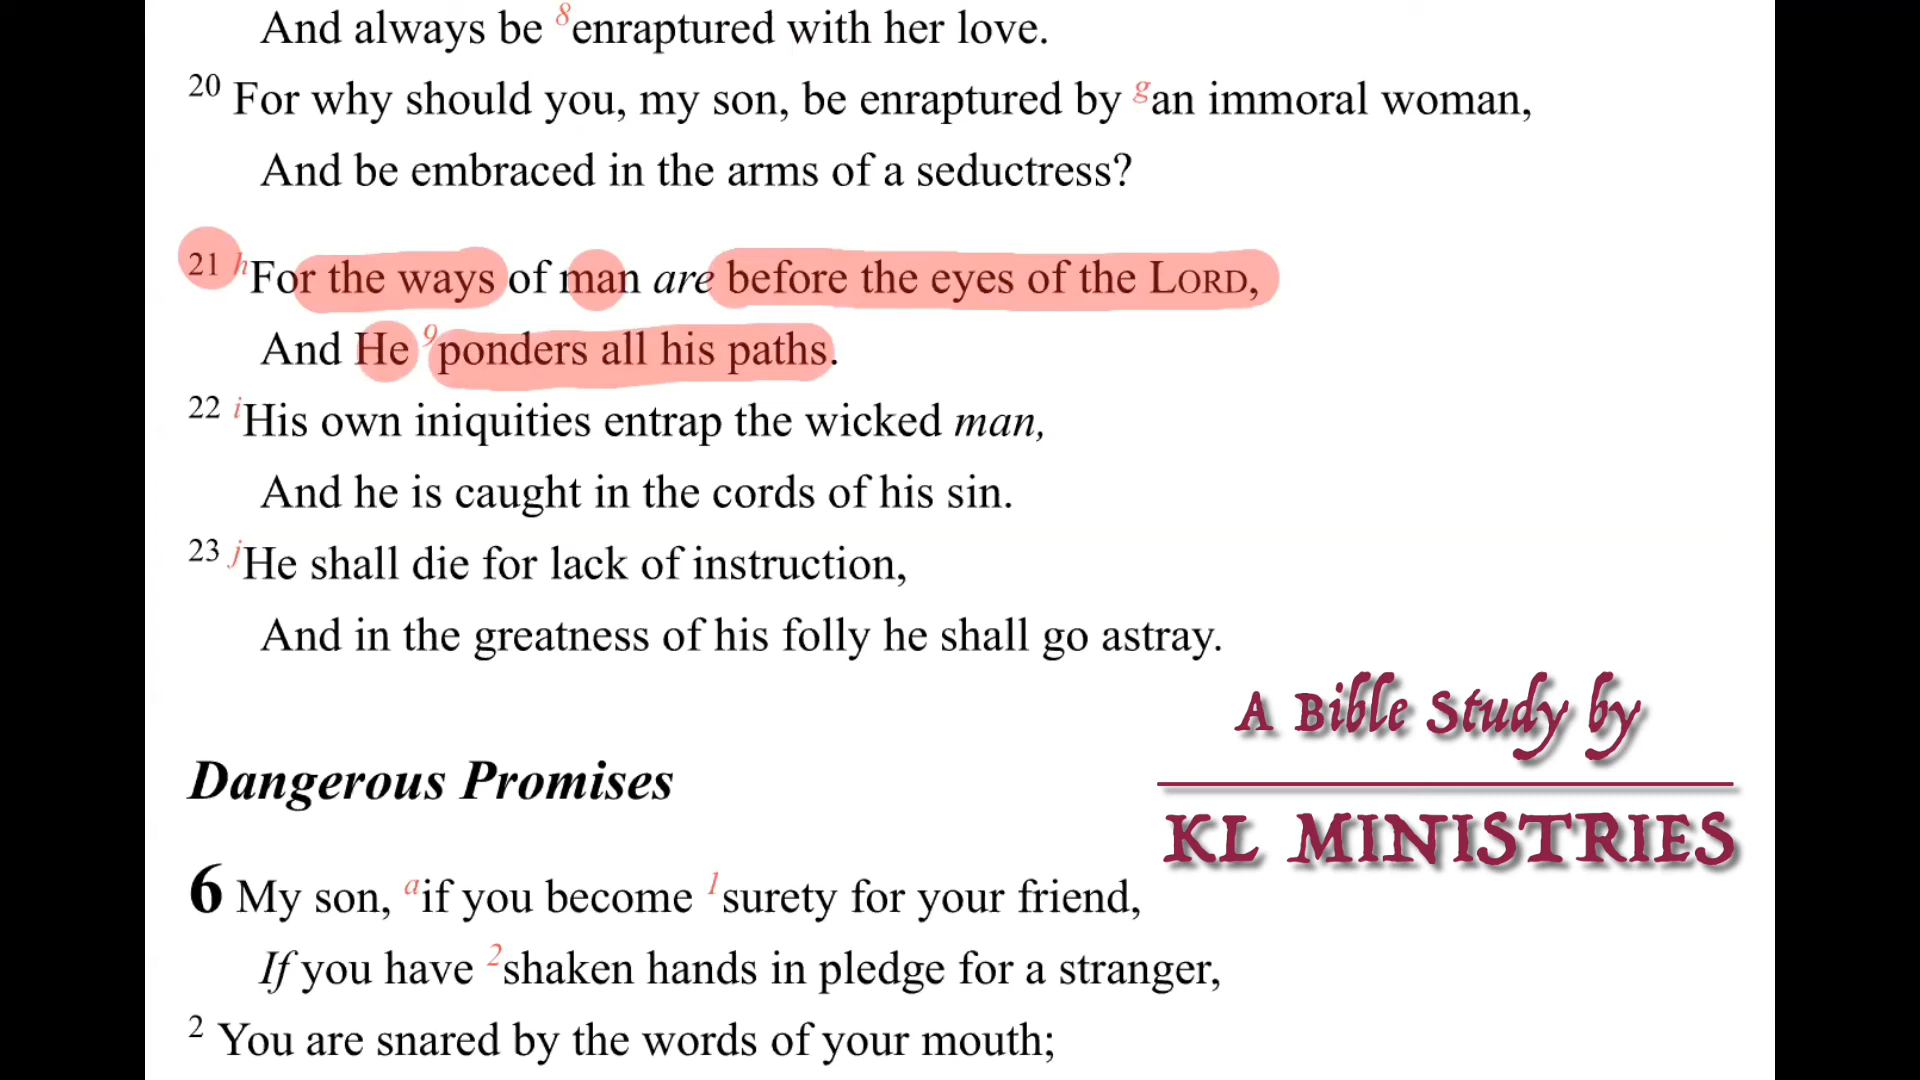 And always be 8enraptured with her love.
20 For why should you, my son, be enraptured by g an immoral woman,
And be embraced in the arms of a seductress?
21 h For the ways of man are before the eyes of the LORD,
And He 9ponders all his paths.
22 i His own iniquities entrap the wicked man,
And he is caught in the cords of his sin.
23 j He shall die for lack of instruction,
And in the greatness of his folly he shall go astray.
A Bible Study by
KL MINISTRIES
Dangerous Promises
6 My son, a if you become 1surety for your friend,
If you have 2shaken hands in pledge for a stranger,
2 You are snared by the words of your mouth;